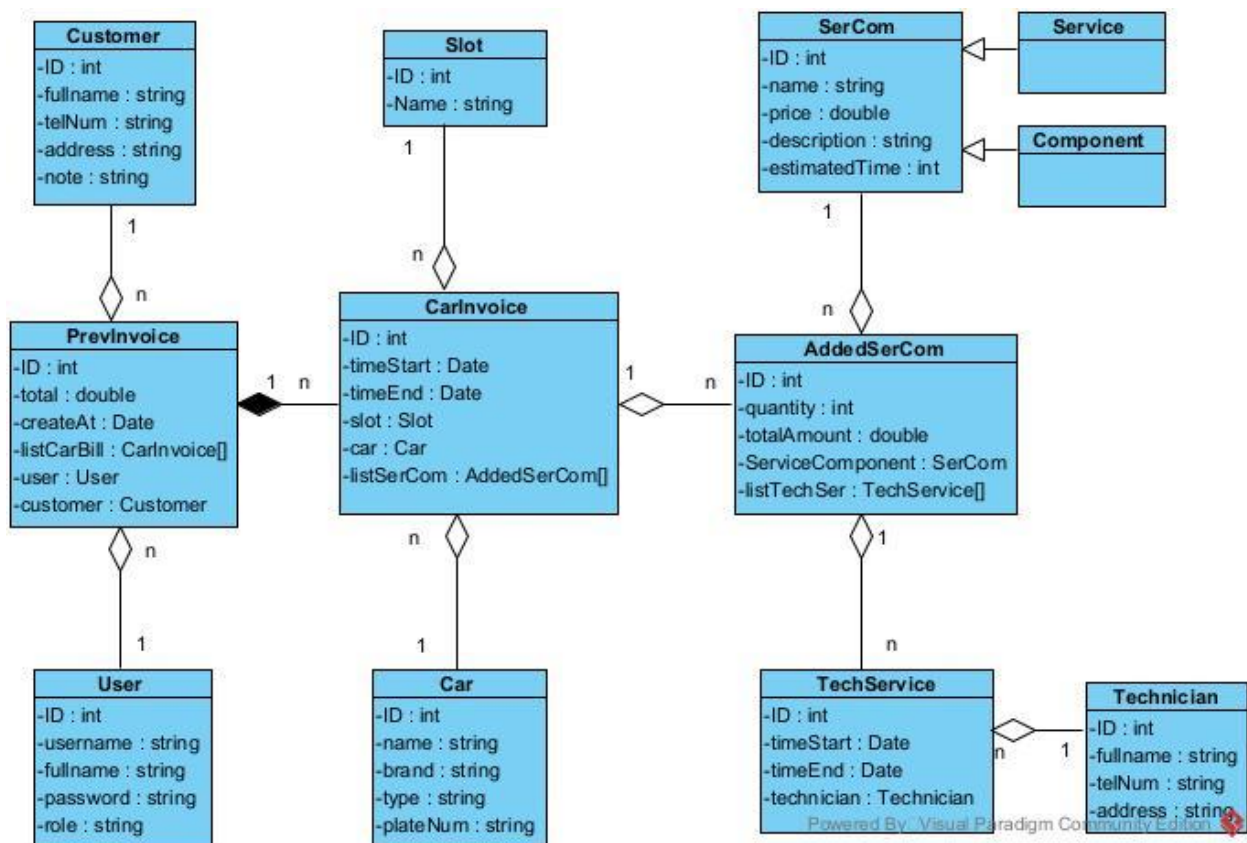 Customer
-ID : int
-fullname : string
-telNum : string
-address : string
-note : string
Slot
-ID : int
-Name : string
SerCom
-ID : int
-name : string
-price : double
-description : string
-estimatedTime : int
Service
Component
1
n
1
n
1
n
PrevInvoice
-ID : int
-total : double
-createAt : Date
-listCarBill : CarInvoice[]
-user : User
-customer : Customer
1 n
CarInvoice
-ID : int
-timeStart : Date
-timeEnd : Date
-slot : Slot
-car : Car
-listSerCom : AddedSerCom[]
1 n
AddedSerCom
-ID : int
-quantity : int
-totalAmount : double
-ServiceComponent : SerCom
-listTechSer : TechService[]
n
1
n
1
1
n
User
-ID : int
-username : string
-fullname : string
-password : string
-role : string
Car
-ID : int
-name : string
-brand : string
-type : string
-plateNum : string
TechService
-ID : int
-timeStart : Date
-timeEnd : Date
-technician : Technician
n 1
Technician
-ID : int
-fullname : string
-telNum : string
-address : string
Powered By Visual Paradigm Community Edition